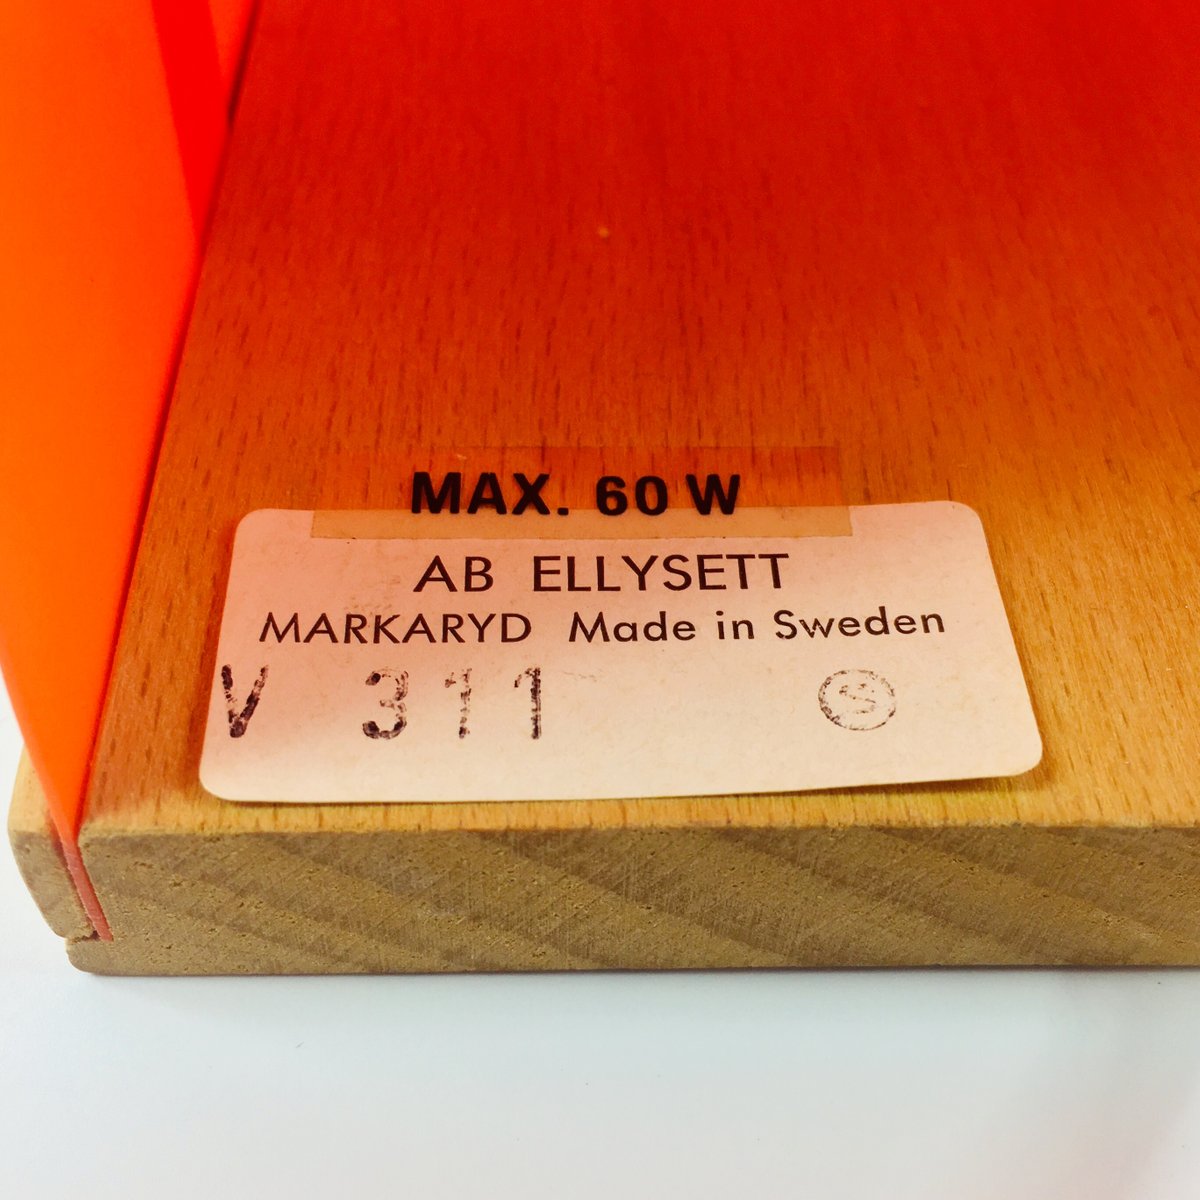 MAX. 60 W
AB ELLYSETT
MARKARYD Made in Sweden
V 311 S